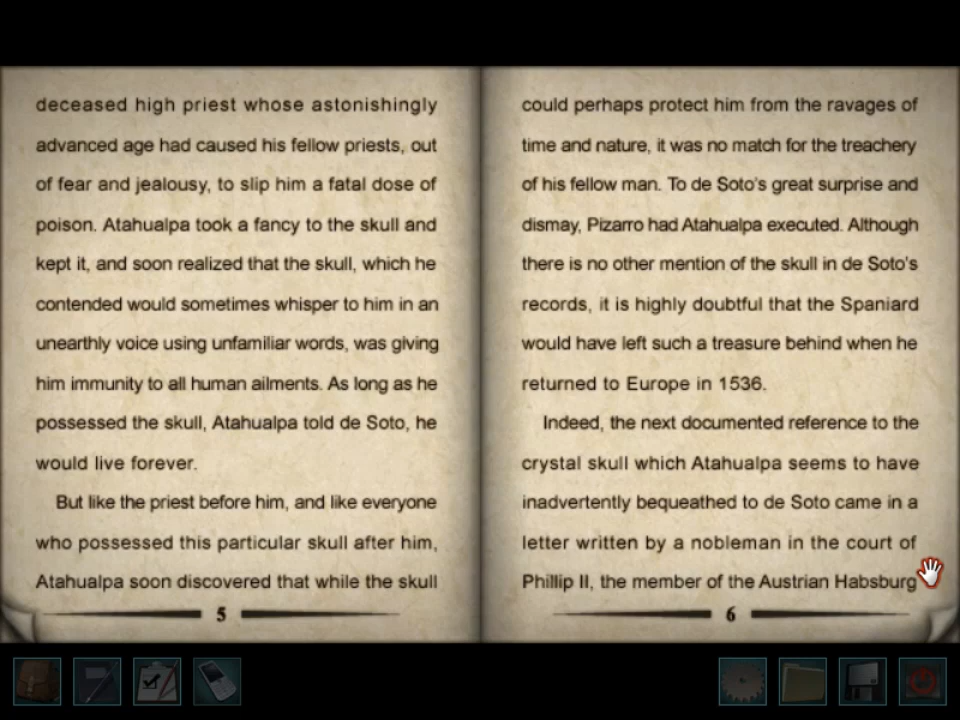 deceased high priest whose astonishingly
advanced age had caused his fellow priests, out
of fear and jealousy, to slip him a fatal dose of
poison. Atahualpa took a fancy to the skull and
kept it, and soon realized that the skull, which he
contended would sometimes whisper to him in an
unearthly voice using unfamiliar words, was giving
him immunity to all human ailments. As long as he
possessed the skull, Atahualpa told de Soto, he
would live forever.
But like the priest before him, and like everyone
who possessed this particular skull after him,
Atahualpa soon discovered that while the skull
5
could perhaps protect him from the ravages of
time and nature, it was no match for the treachery
of his fellow man. To de Soto's great surprise and
dismay, Pizarro had Atahualpa executed. Although
there is no other mention of the skull in de Soto's
records, it is highly doubtful that the Spaniard
would have left such a treasure behind when he
returned to Europe in 1536.
Indeed, the next documented reference to the
crystal skull which Atahualpa seems to have
inadvertently bequeathed to de Soto came in a
letter written by a nobleman in the court of
Phillip II, the member of the Austrian Habsburg
6